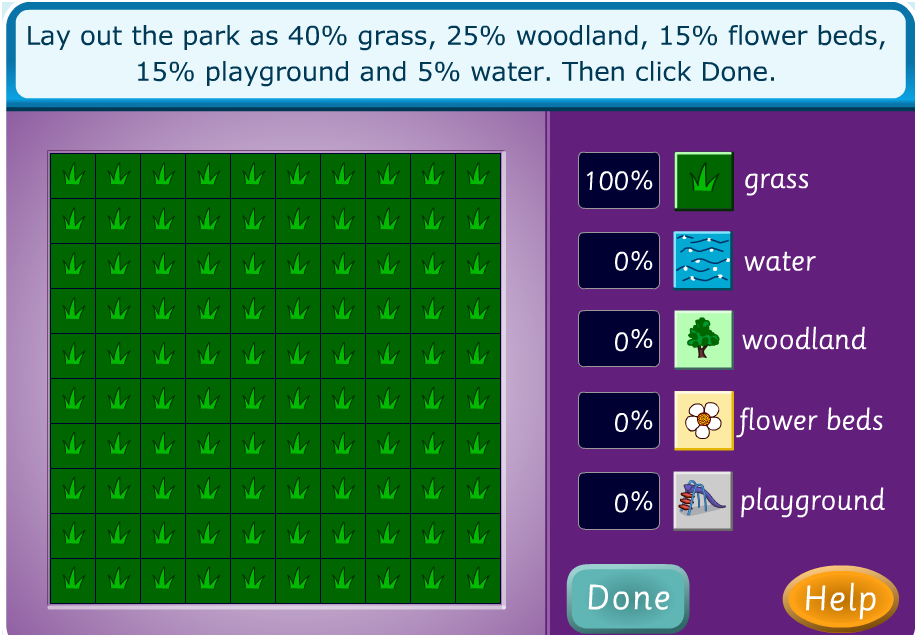 Lay out the park as 40% grass, 25% woodland, 15% flower beds,
15% playground and 5% water. Then click Done.
100% grass
0% water
0% woodland
0% flower beds
0% playground
Done
Help